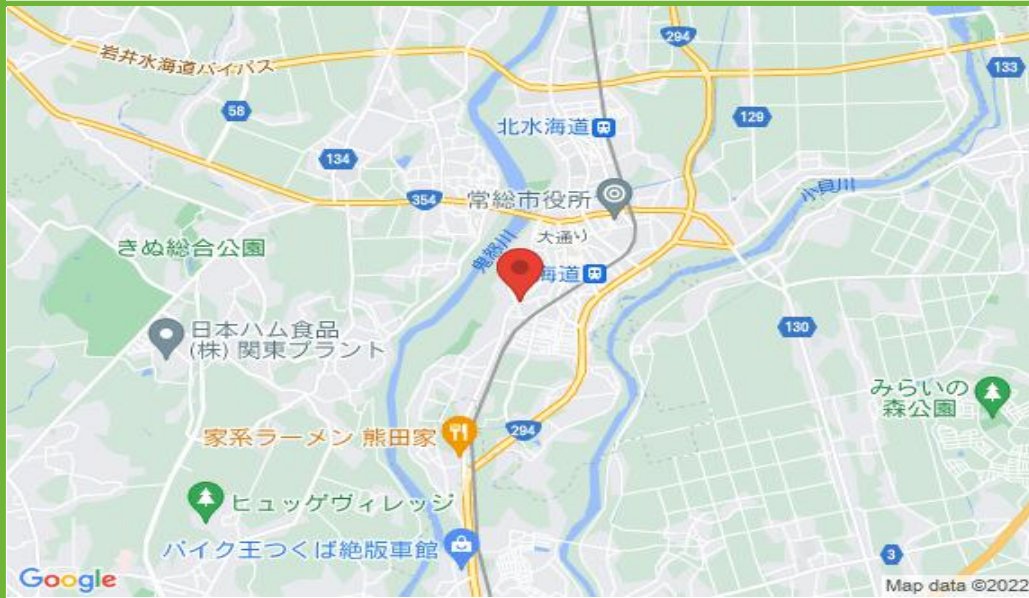 294
岩井水海道バイパス
133
58
129
北水海道
134
小貝川
354
常総市役所
大通り
鬼怒川
きぬ総合公園
海道
130
日本ハム食品
(株) 関東プラント
みらいの
森公園
家系ラーメン 熊田家
294
ヒュッゲヴィレッジ
バイク王つくば絶版車館
3
Google
Map data ©2022